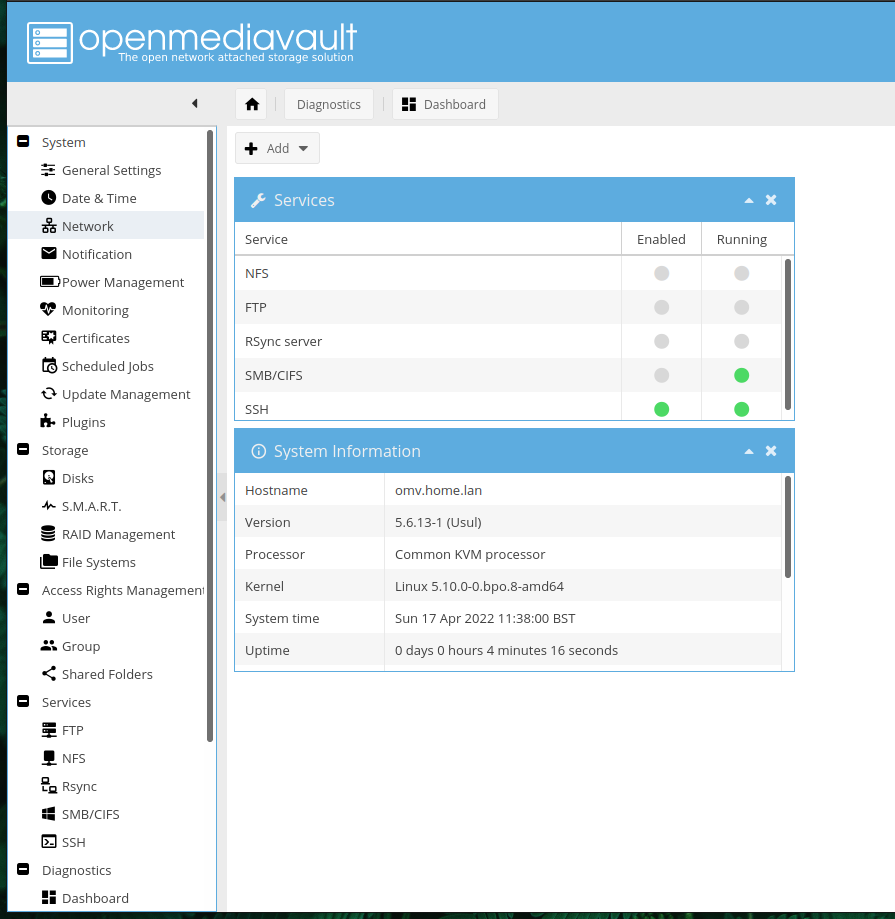 openmediavault
The open network attached storage solution
Diagnostics
Dashboard
System
General Settings
Date & Time
Network
Notification
Power Management
Monitoring
Certificates
Scheduled Jobs
Update Management
Plugins
Storage
Disks
S.M.A.R.T.
RAID Management
File Systems
Access Rights Management
User
Group
Shared Folders
Services
FTP
NFS
Rsync
SMB/CIFS
SSH
Diagnostics
Dashboard
Add
Services
Service Enabled Running
NFS
FTP
RSync server
SMB/CIFS
SSH
System Information
Hostname omv.home.lan
Version 5.6.13-1 (Usul)
Processor Common KVM processor
Kernel Linux 5.10.0-0.bpo.8-amd64
System time Sun 17 Apr 2022 11:38:00 BST
Uptime 0 days 0 hours 4 minutes 16 seconds